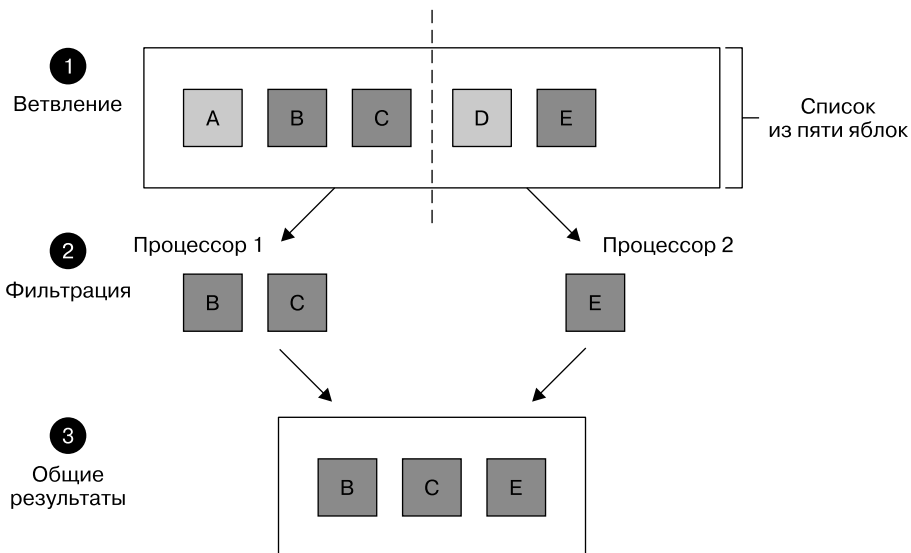 1
Ветвление
A B C D E
Список
из пяти яблок
2
Фильтрация
Процессор 1
Процессор 2
B C E
3
Общие
результаты
B C E